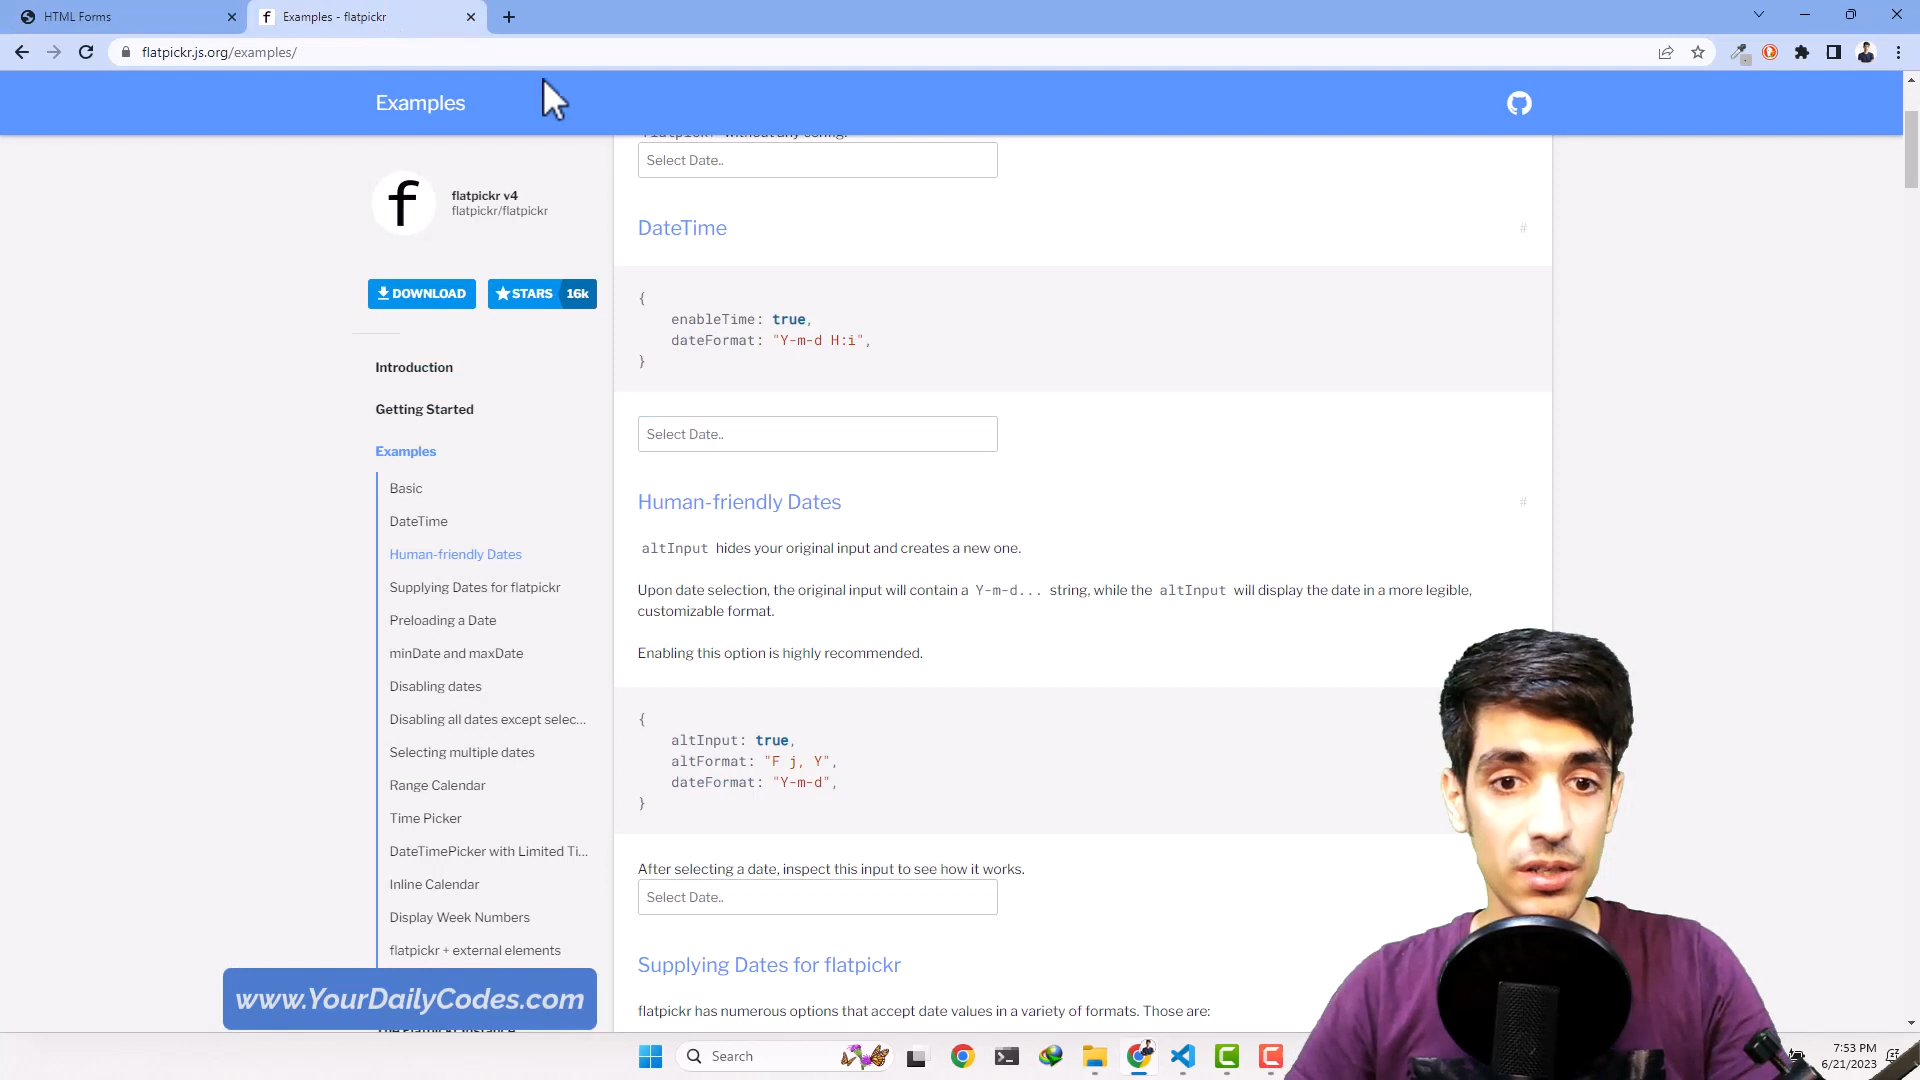 HTML Forms
Examples - flatpickr
flatpickr.js.org/examples/
Examples
f
flatpickr v4
flatpickr/flatpickr
DOWNLOAD
STARS 16k
Introduction
Getting Started
Examples
Basic
DateTime
Human-friendly Dates
Supplying Dates for flatpickr
Preloading a Date
minDate and maxDate
Disabling dates
Disabling all dates except selec...
Selecting multiple dates
Range Calendar
Time Picker
DateTimePicker with Limited Ti...
Inline Calendar
Display Week Numbers
flatpickr + external elements
www.YourDailyCodes.com
Select Date..
DateTime
#
{
enableTime: true,
dateFormat: "Y-m-d H:i",
}
Select Date..
Human-friendly Dates
#
altInput hides your original input and creates a new one.
Upon date selection, the original input will contain a Y-m-d... string, while the altInput will display the date in a more legible,
customizable format.
Enabling this option is highly recommended.
{
altInput: true,
altFormat: "F j, Y",
dateFormat: "Y-m-d",
}
After selecting a date, inspect this input to see how it works.
Select Date..
Supplying Dates for flatpickr
flatpickr has numerous options that accept date values in a variety of formats. Those are:
Search
7:53 PM
6/21/2023